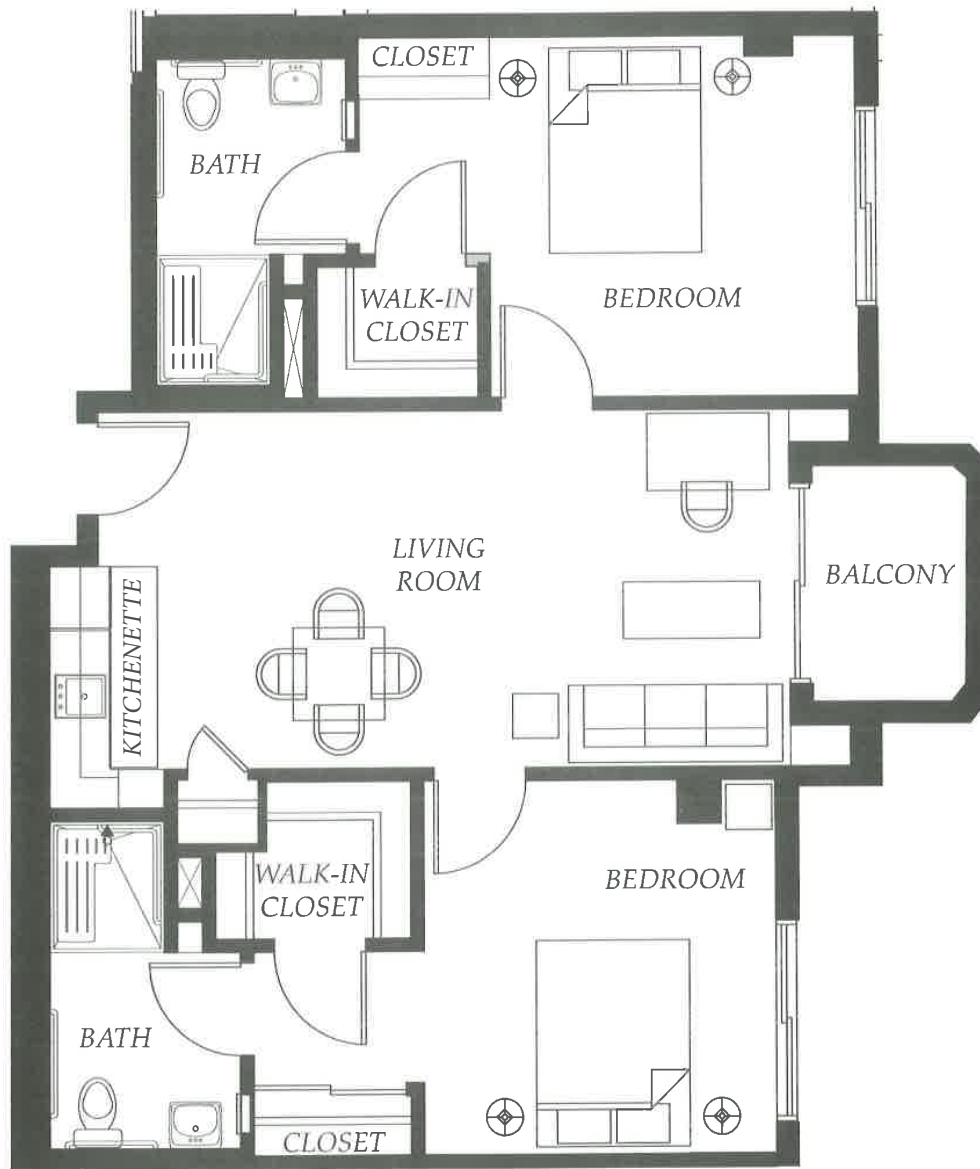 CLOSET
BATH
WALK-IN
CLOSET
BEDROOM
LIVING
ROOM
BALCONY
KITCHENETTE
WALK-IN
CLOSET
BEDROOM
BATH
CLOSET